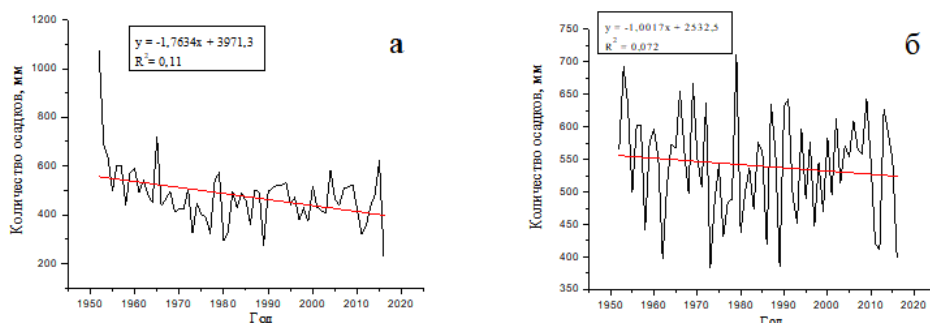 y = -1,7634x + 3971,3
R²= 0,11
а
Количество осадков, мм
1200
1000
800
600
400
200
1950 1960 1970 1980 1990 2000 2010 2020
Год
y = -1,0017x + 2532,5
R² = 0,072
б
Количество осадков, мм
750
700
650
600
550
500
450
400
350
1950 1960 1970 1980 1990 2000 2010 2020
Год